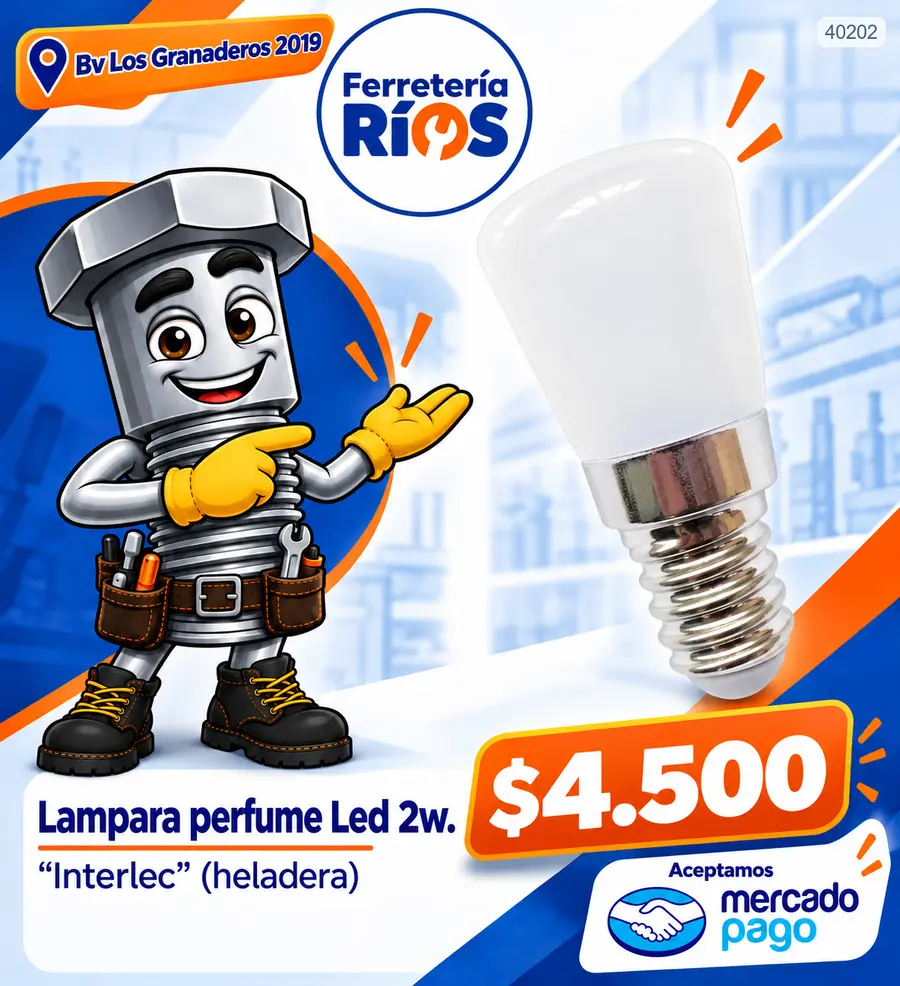 Bv Los Granaderos 2019
Ferretería
Ríos
40202
$4.500
Lampara perfume Led 2w.
“Interlec” (heladera)
Aceptamos
mercado
pago